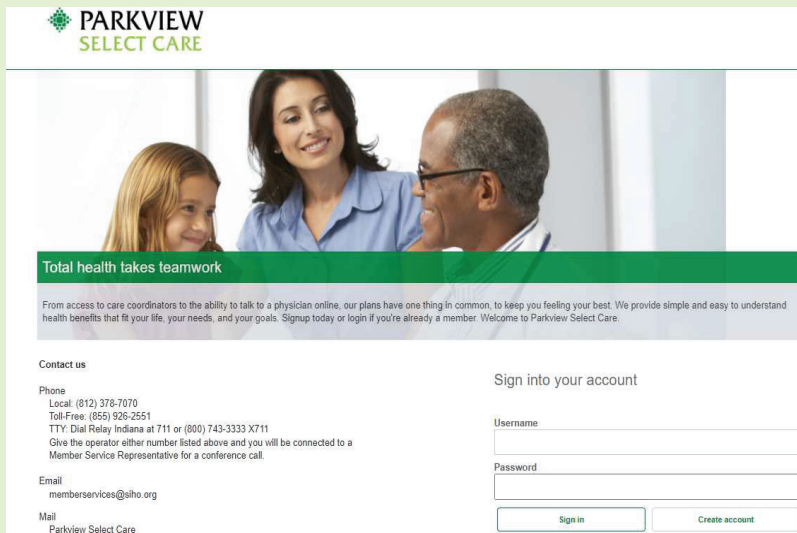 PARKVIEW
SELECT CARE
Total health takes teamwork
From access to care coordinators to the ability to talk to a physician online, our plans have one thing in common, to keep you feeling your best. We provide simple and easy to understand
health benefits that fit your life, your needs, and your goals. Signup today or login if you're already a member. Welcome to Parkview Select Care.
Contact us
Phone
Local: (812) 378-7070
Toll-Free: (855) 926-2551
TTY: Dial Relay Indiana at 711 or (800) 743-3333 X711
Give the operator either number listed above and you will be connected to a
Member Service Representative for a conference call.
Email
memberservices@siho.org
Mail
Parkview Select Care
Sign into your account
Username
Password
Sign in
Create account